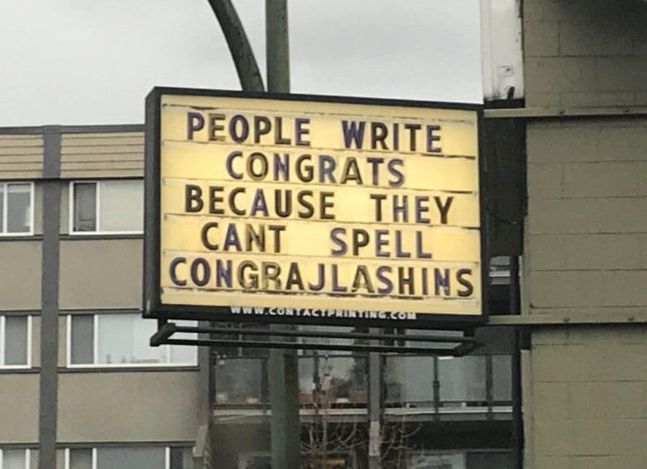 PEOPLE WRITE
CONGRATS
BECAUSE THEY
CANT SPELL
CONGRAJLASHINS
WWW.CONTACTPRINTING.COM